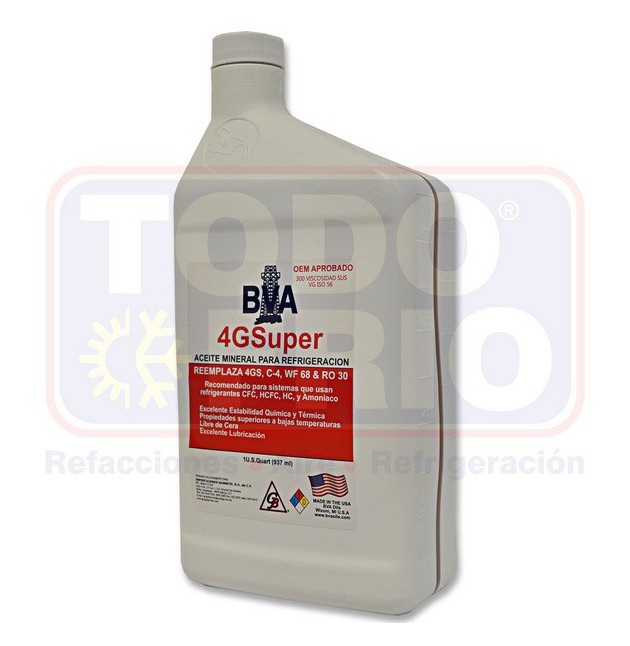 TODO
FRIO
®
Refacciones Refrigeración
OEM APROBADO
300 VISCOSIDAD SUS
VG ISO 56
BVA
4GSuper
ACEITE MINERAL PARA REFRIGERACION
REEMPLAZA 4GS, C-4, WF 68 & RO 30
Recomendado para sistemas que usan
refrigerantes CFC, HCFC, HC, y Amoniaco
Excelente Estabilidad Química y Térmica
Propiedades superiores a bajas temperaturas
Libre de Cera
Excelente Lubricación
1U.S.Quart (937 ml)
MADE IN THE USA
BVA Oils
Wixom, MI U.S.A
www.bvaoils.com